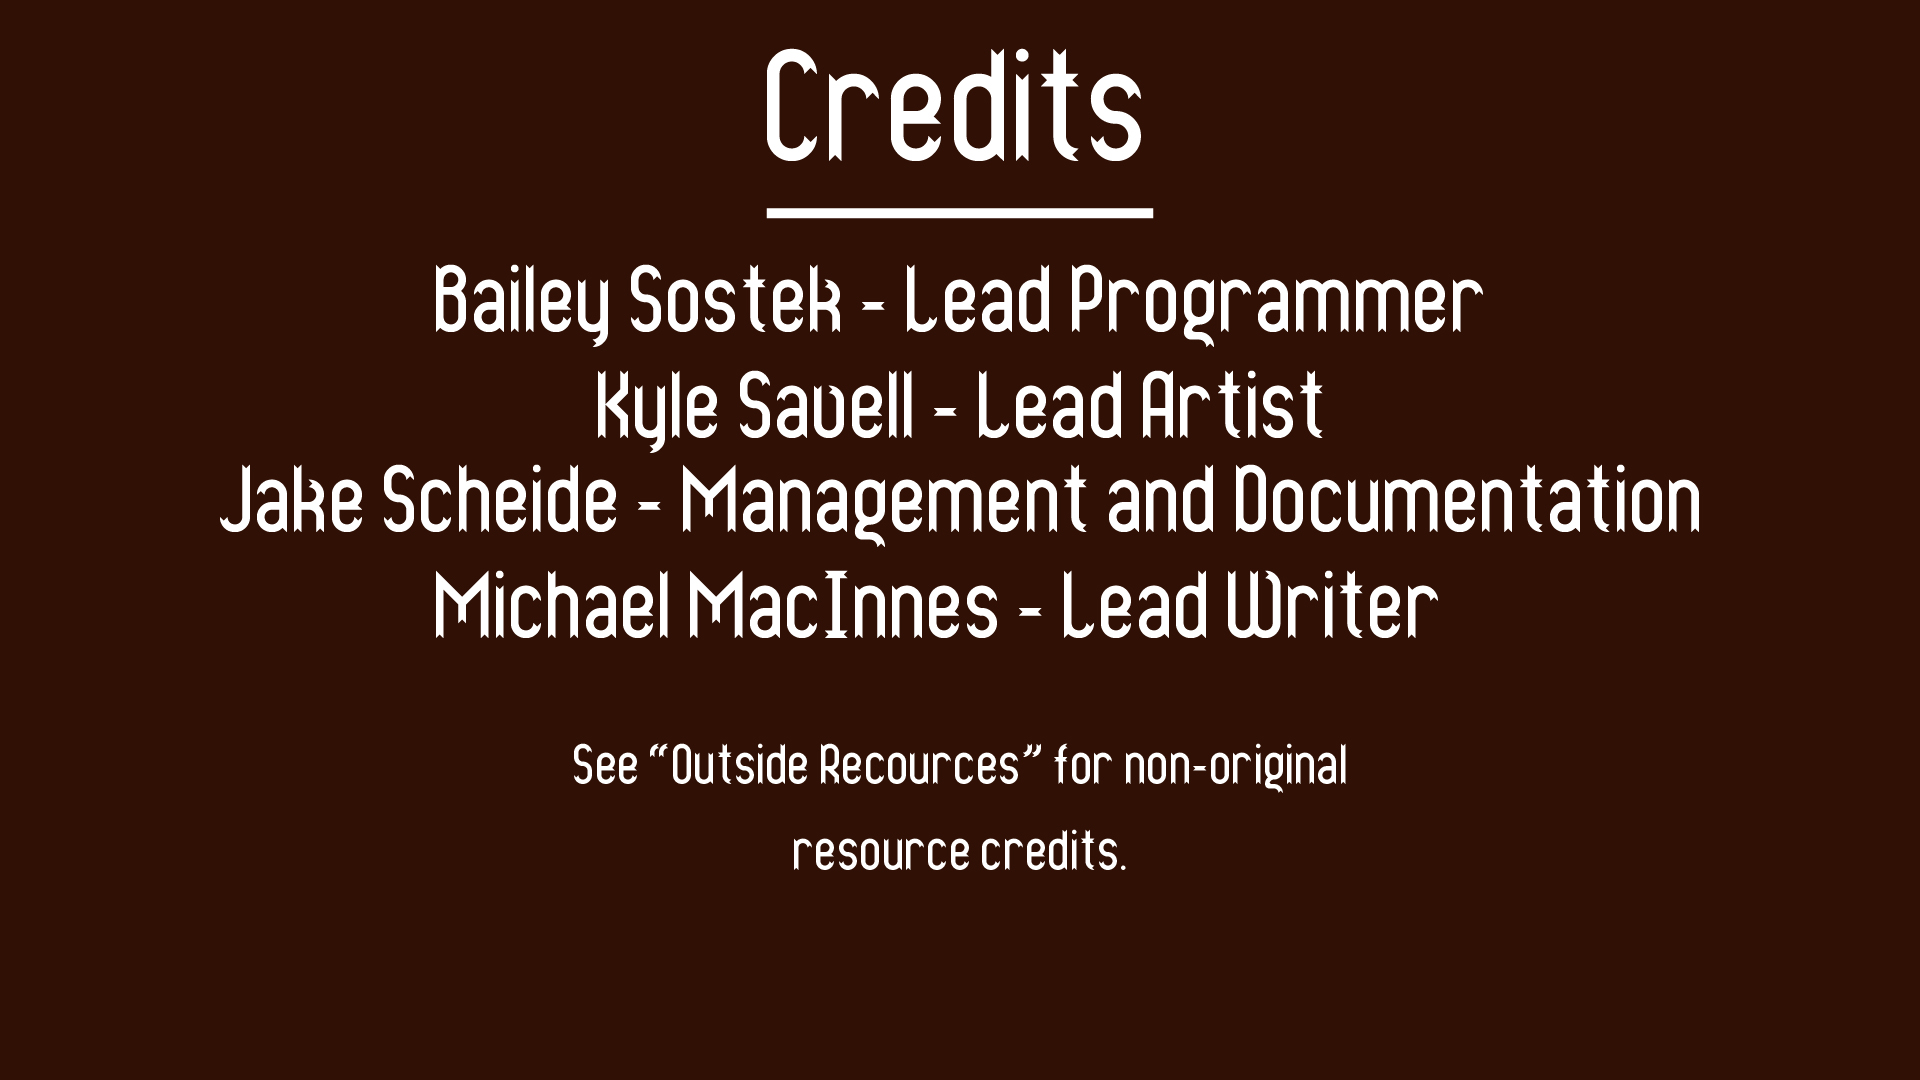 Credits
Bailey Sostek - Lead Programmer
Kyle Savell - Lead Artist
Jake Scheide - Management and Documentation
Michael MacInnes - Lead Writer
See “Outside Recources” for non-original
resource credits.